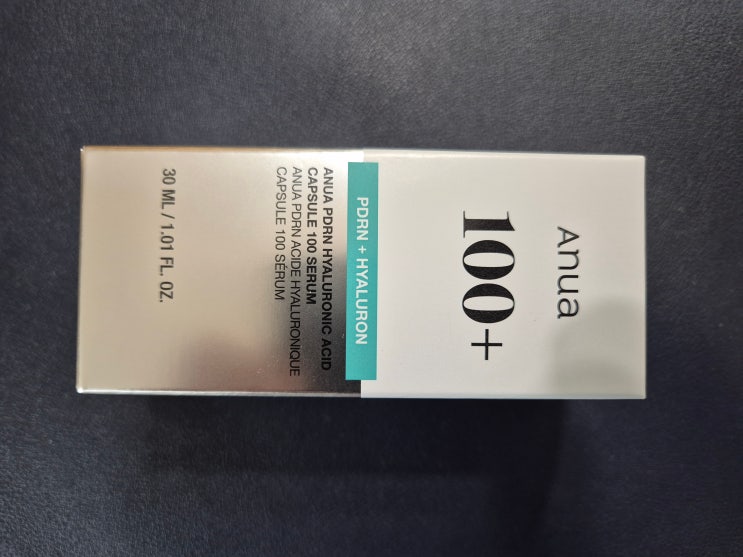 Anua
100+
PDRN + HYALURON
ANUA PDRN HYALURONIC ACID
CAPSULE 100 SERUM
ANUA PDRN ACIDE HYALURONIQUE
CAPSULE 100 SÉRUM
30 ML / 1.01 FL. OZ.